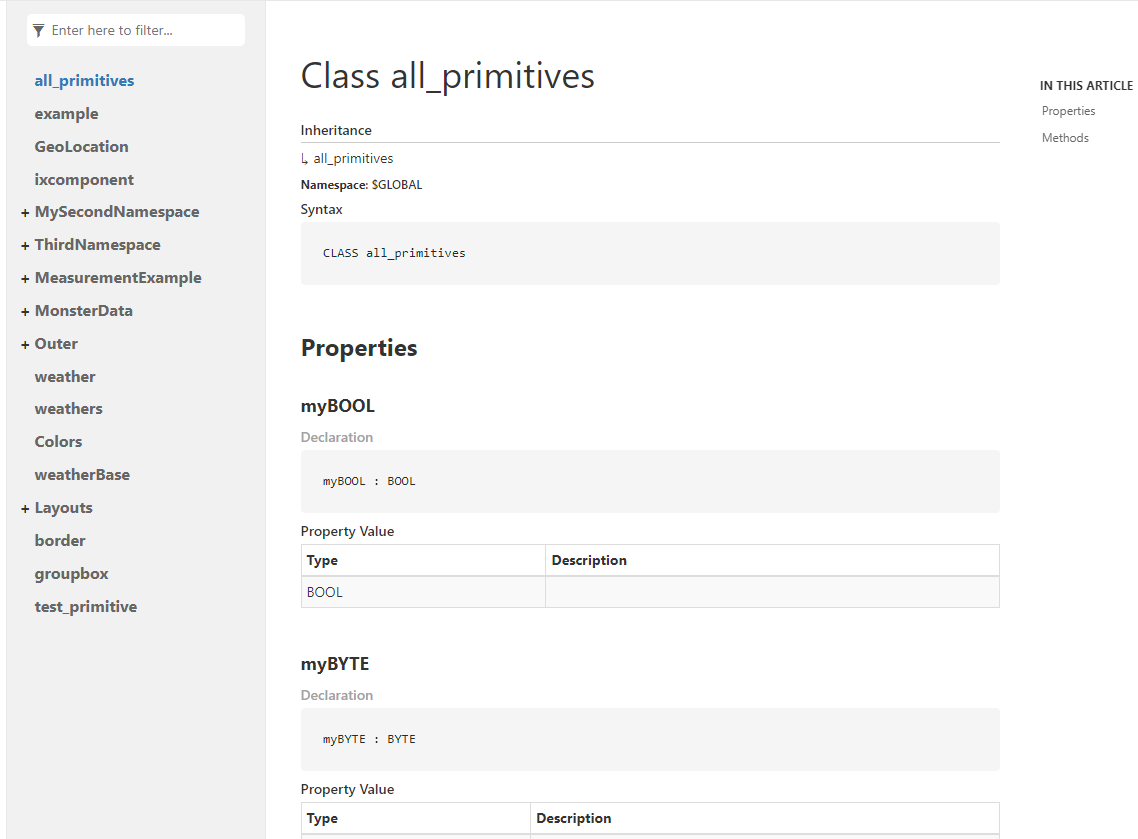 Enter here to filter...
all_primitives
example
GeoLocation
ixcomponent
+ MySecondNamespace
+ ThirdNamespace
+ MeasurementExample
+ MonsterData
+ Outer
weather
weathers
Colors
weatherBase
+ Layouts
border
groupbox
test_primitive
Class all_primitives
Inheritance
↳ all_primitives
Namespace: $GLOBAL
Syntax
CLASS all_primitives
Properties
myBOOL
Declaration
myBOOL : BOOL
Property Value
Type Description
BOOL
myBYTE
Declaration
myBYTE : BYTE
Property Value
Type Description
IN THIS ARTICLE
Properties
Methods